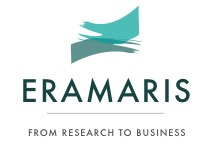 ERAMARIS
FROM RESEARCH TO BUSINESS